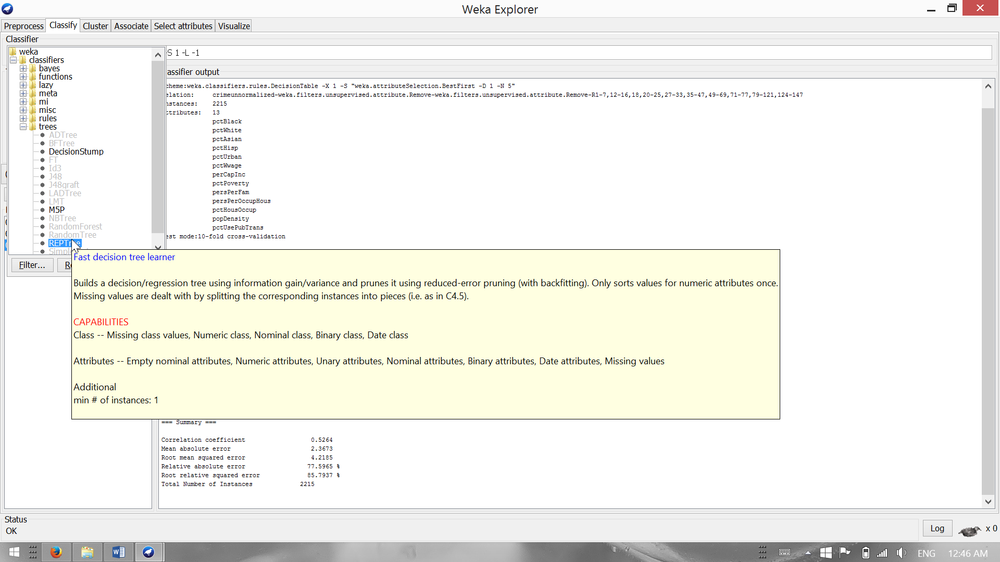 Weka Explorer
Preprocess Classify Cluster Associate Select attributes Visualize
Classifier
S 1 -L -1
weka
classifiers
bayes
functions
lazy
meta
mi
misc
rules
trees
ADTree
BFTree
DecisionStump
FT
Id3
J48
J48graft
LADTree
LMT
M5P
NBTree
RandomForest
RandomTree
REPTree
Simple
Filter...
assifier output
cheme:weka.classifiers.rules.DecisionTable -X 1 -S "weka.attributeSelection.BestFirst -D 1 -N 5"
elation: crimeunnormalized-weka.filters.unsupervised.attribute.Remove-weka.filters.unsupervised.attribute.Remove-R1-7,12-16,18,20-25,27-33,35-47,49-69,71-77,79-121,124-147
nstances: 2215
ttributes: 13
pctBlack
pctWhite
pctAsian
pctHisp
pctUrban
pctWwage
perCapInc
pctPoverty
persPerFam
persPerOccupHous
pctHousOccup
popDensity
pctUsePubTrans
est mode:10-fold cross-validation
Fast decision tree learner
Builds a decision/regression tree using information gain/variance and prunes it using reduced-error pruning (with backfitting). Only sorts values for numeric attributes once.
Missing values are dealt with by splitting the corresponding instances into pieces (i.e. as in C4.5).
CAPABILITIES
Class -- Missing class values, Numeric class, Nominal class, Binary class, Date class
Attributes -- Empty nominal attributes, Numeric attributes, Unary attributes, Nominal attributes, Binary attributes, Date attributes, Missing values
Additional
min # of instances: 1
=== Summary ===
Correlation coefficient 0.5264
Mean absolute error 2.3673
Root mean squared error 4.2185
Relative absolute error 77.5965 %
Root relative squared error 85.7937 %
Total Number of Instances 2215
Status
OK
Log
x 0
ENG
12:46 AM